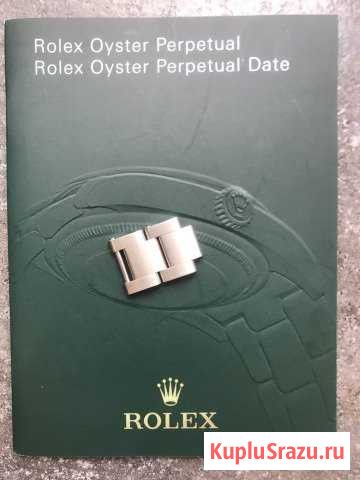 Rolex Oyster Perpetual
Rolex Oyster Perpetual Date
ROLEX
KupluSrazu.ru